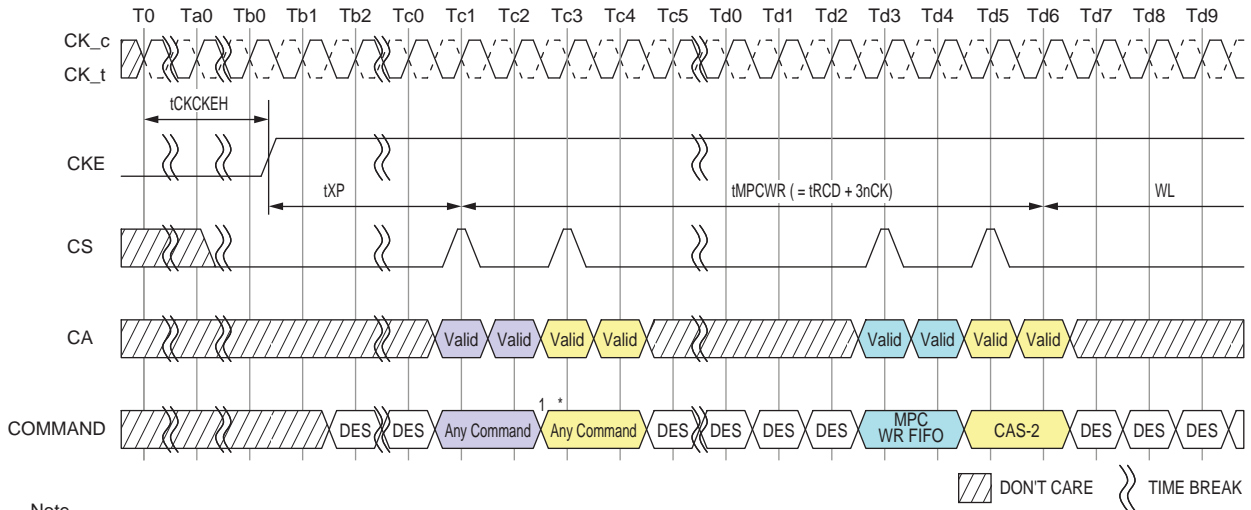 T0 Ta0 Tb0 Tb1 Tb2 Tc0 Tc1 Tc2 Tc3 Tc4 Tc5 Td0 Td1 Td2 Td3 Td4 Td5 Td6 Td7 Td8 Td9
CK_c
CK_t
tCKCKEH
CKE
tXP
tMPCWR ( = tRCD + 3nCK)
WL
CS
CA
Valid Valid Valid Valid Valid Valid Valid Valid
1 *
COMMAND
DES DES Any Command Any Command DES DES DES DES MPC WR FIFO CAS-2 DES DES DES
DON'T CARE
TIME BREAK
Note